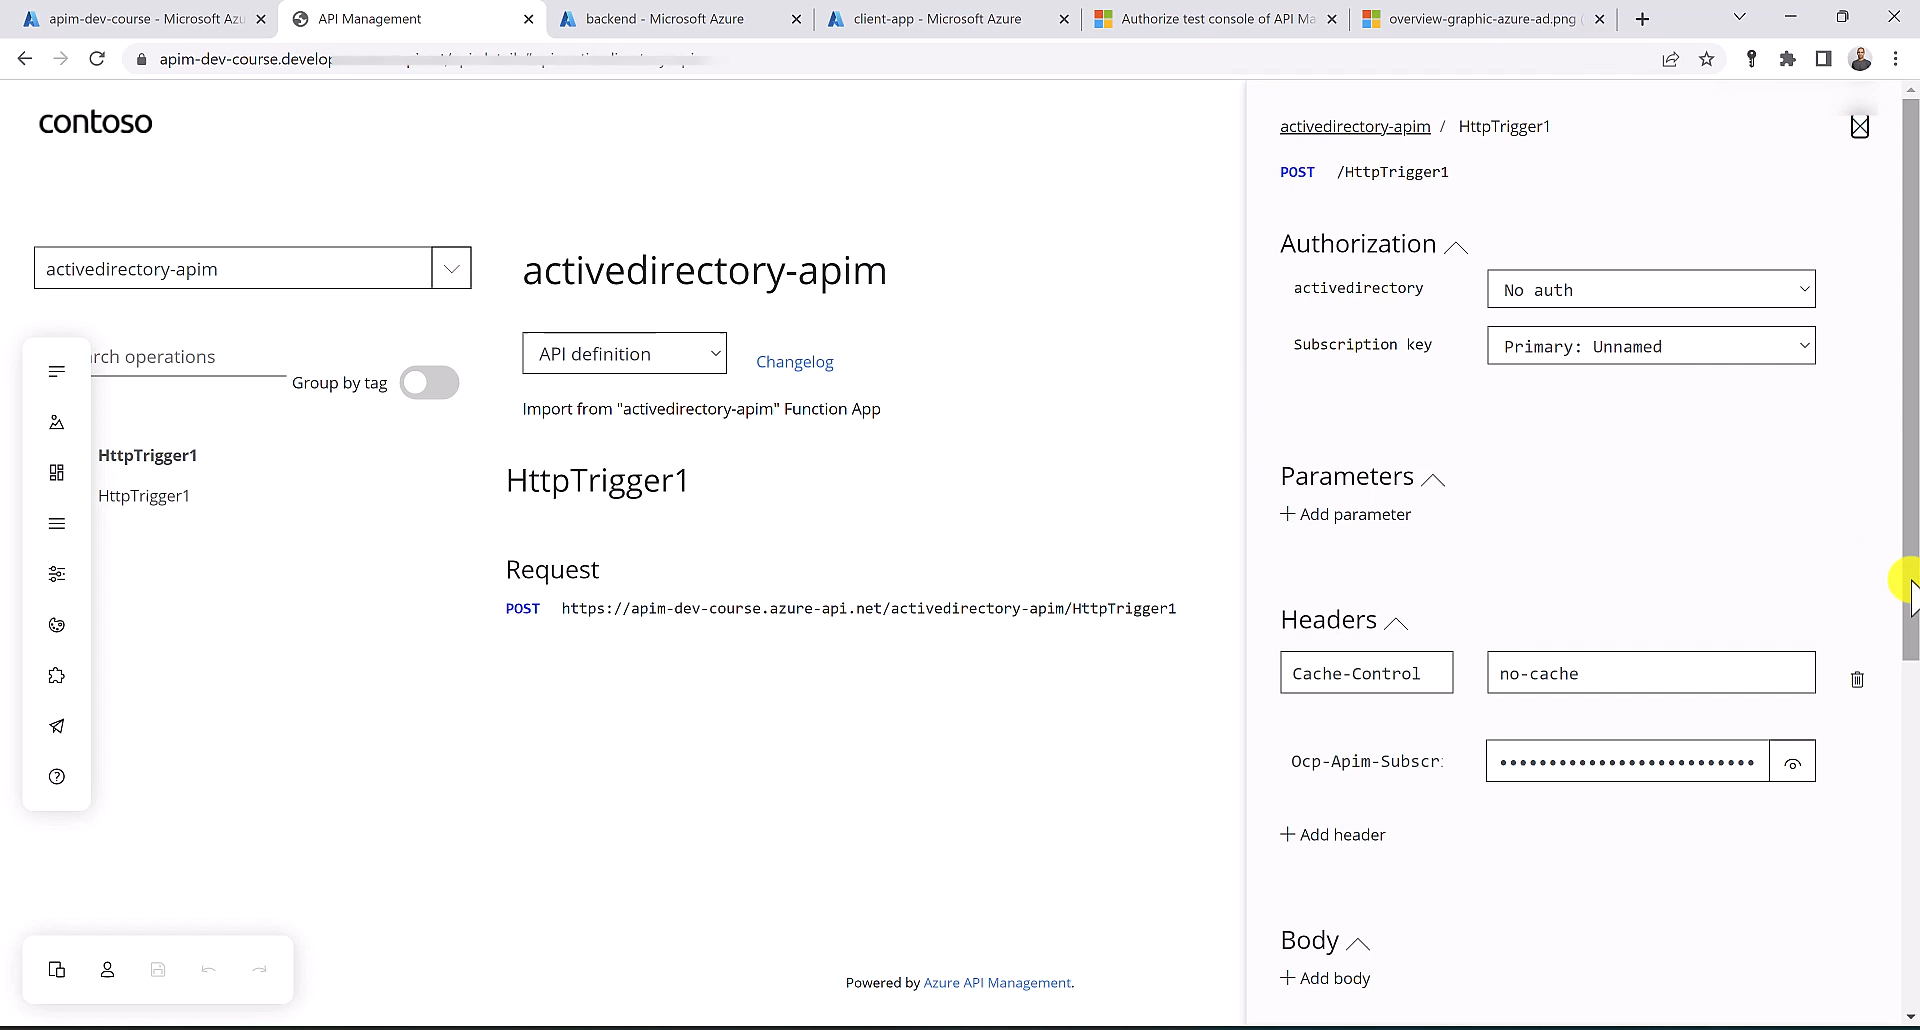 apim-dev-course - Microsoft Azu
API Management
backend - Microsoft Azure
client-app - Microsoft Azure
Authorize test console of API Ma
overview-graphic-azure-ad.png (
apim-dev-course.develop
contoso
activedirectory-apim
rch operations
Group by tag
HttpTrigger1
HttpTrigger1
activedirectory-apim
API definition
Changelog
Import from "activedirectory-apim" Function App
HttpTrigger1
Request
POST https://apim-dev-course.azure-api.net/activedirectory-apim/HttpTrigger1
Powered by Azure API Management.
activedirectory-apim / HttpTrigger1
POST /HttpTrigger1
Authorization
activedirectory No auth
Subscription key Primary: Unnamed
Parameters
+ Add parameter
Headers
Cache-Control no-cache
Ocp-Apim-Subscr
+ Add header
Body
+ Add body